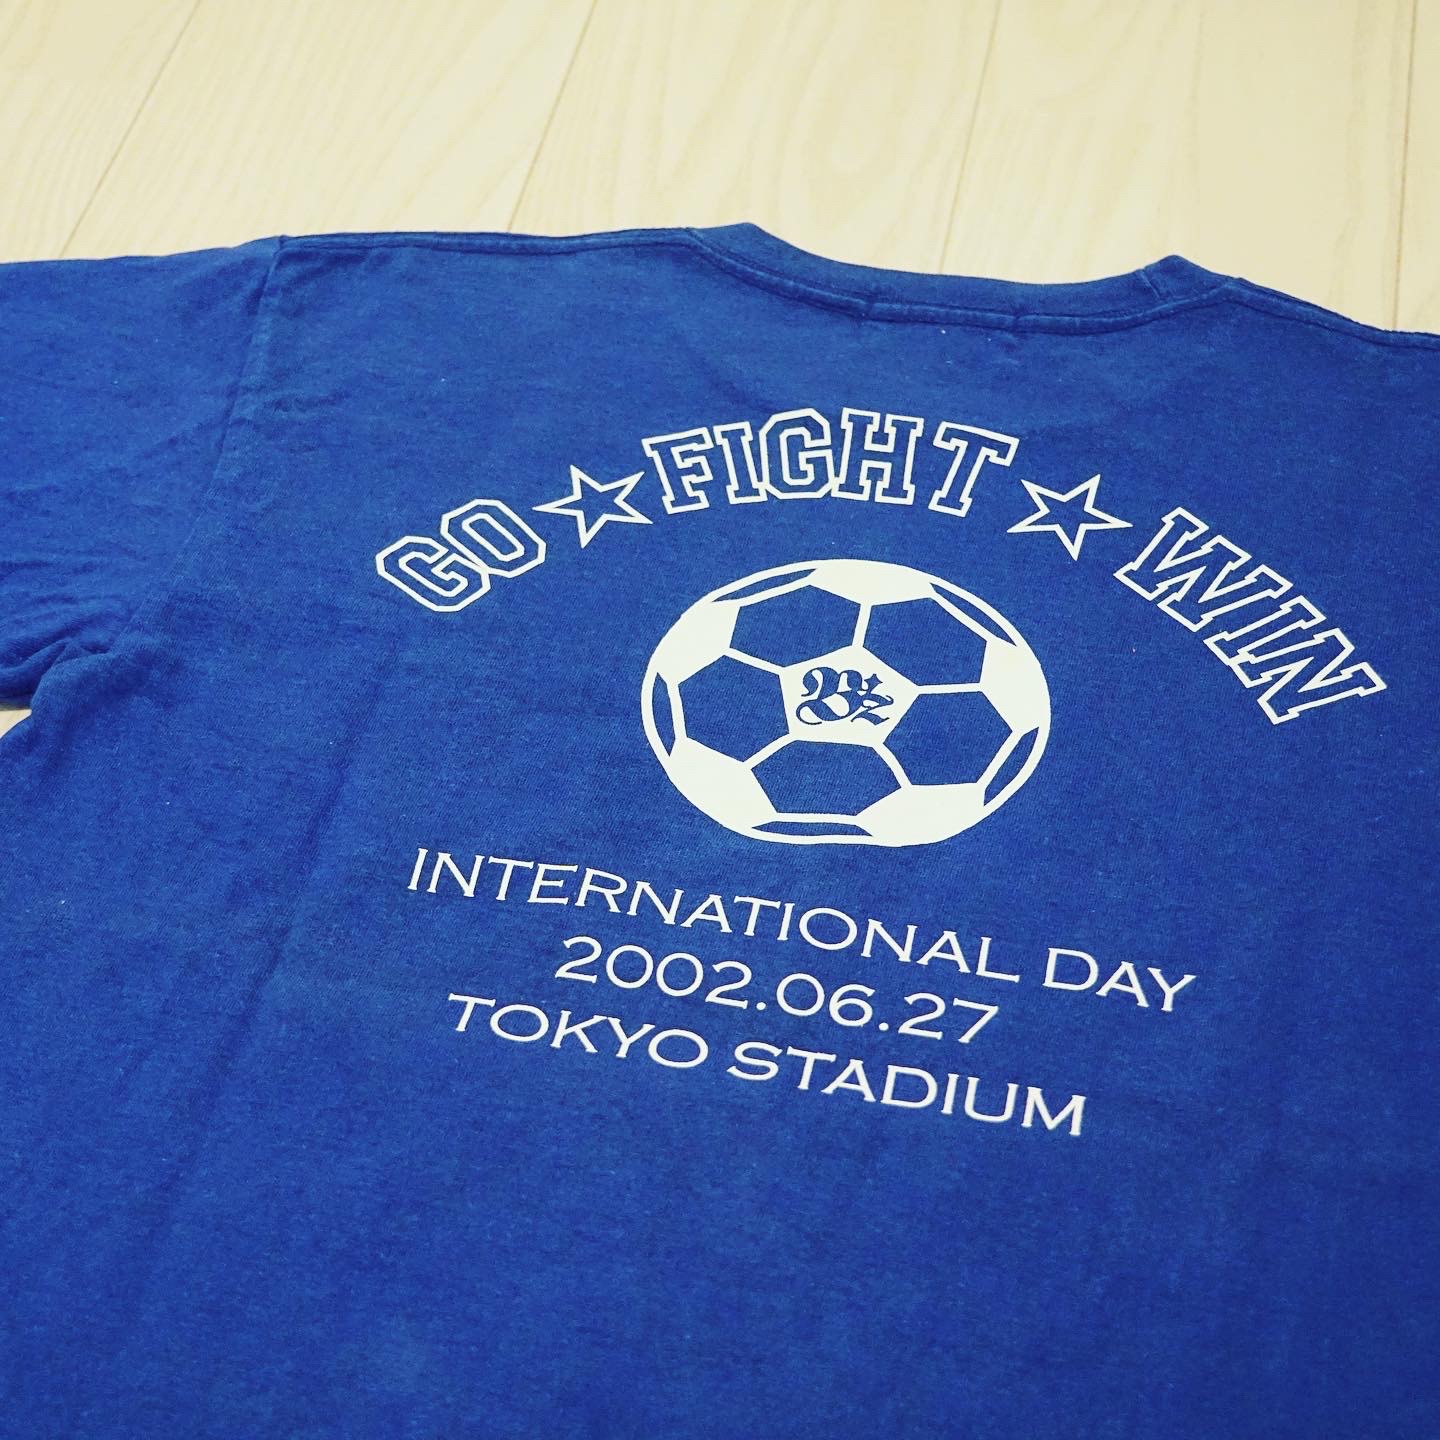 GO☆FIGHT☆WIN
B'z
INTERNATIONAL DAY
2002.06.27
TOKYO STADIUM